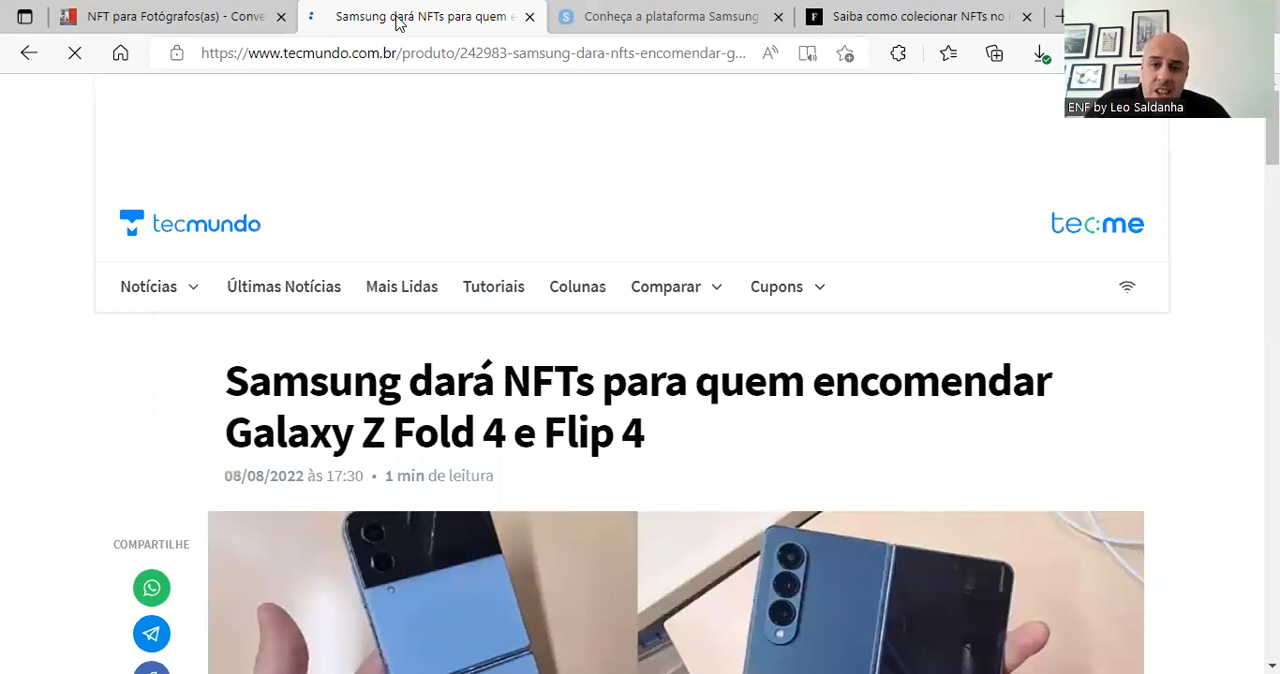 NFT para Fotógrafos(as) - Conve
Samsung dará NFTs para quem e
Conheça a plataforma Samsung
Saiba como colecionar NFTs no
https://www.tecmundo.com.br/produto/242983-samsung-dara-nfts-encomendar-g...
ENF by Leo Saldanha
tecmundo
tec:me
Notícias
Últimas Notícias
Mais Lidas
Tutoriais
Colunas
Comparar
Cupons
Samsung dará NFTs para quem encomendar
Galaxy Z Fold 4 e Flip 4
08/08/2022 às 17:30 • 1 min de leitura
COMPARTILHE